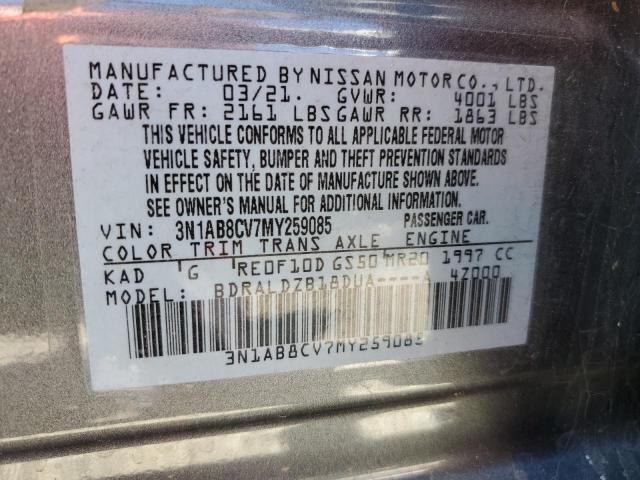 MANUFACTURED BY NISSAN MOTOR CO., LTD.
DATE: 03/21. GVWR: 4001 LBS
GAWR FR: 2161 LBS GAWR RR: 1863 LBS
THIS VEHICLE CONFORMS TO ALL APPLICABLE FEDERAL MOTOR
VEHICLE SAFETY, BUMPER AND THEFT PREVENTION STANDARDS
IN EFFECT ON THE DATE OF MANUFACTURE SHOWN ABOVE.
SEE OWNER'S MANUAL FOR ADDITIONAL INFORMATION.
VIN: 3N1AB8CV7MY259085 PASSENGER CAR.
COLOR TRIM TRANS AXLE ENGINE
KAD G RE0F10D GS50 MR20 1997 CC
MODEL: BDRALDZB18DUA----A 4Z000
3N1AB8CV7MY259085